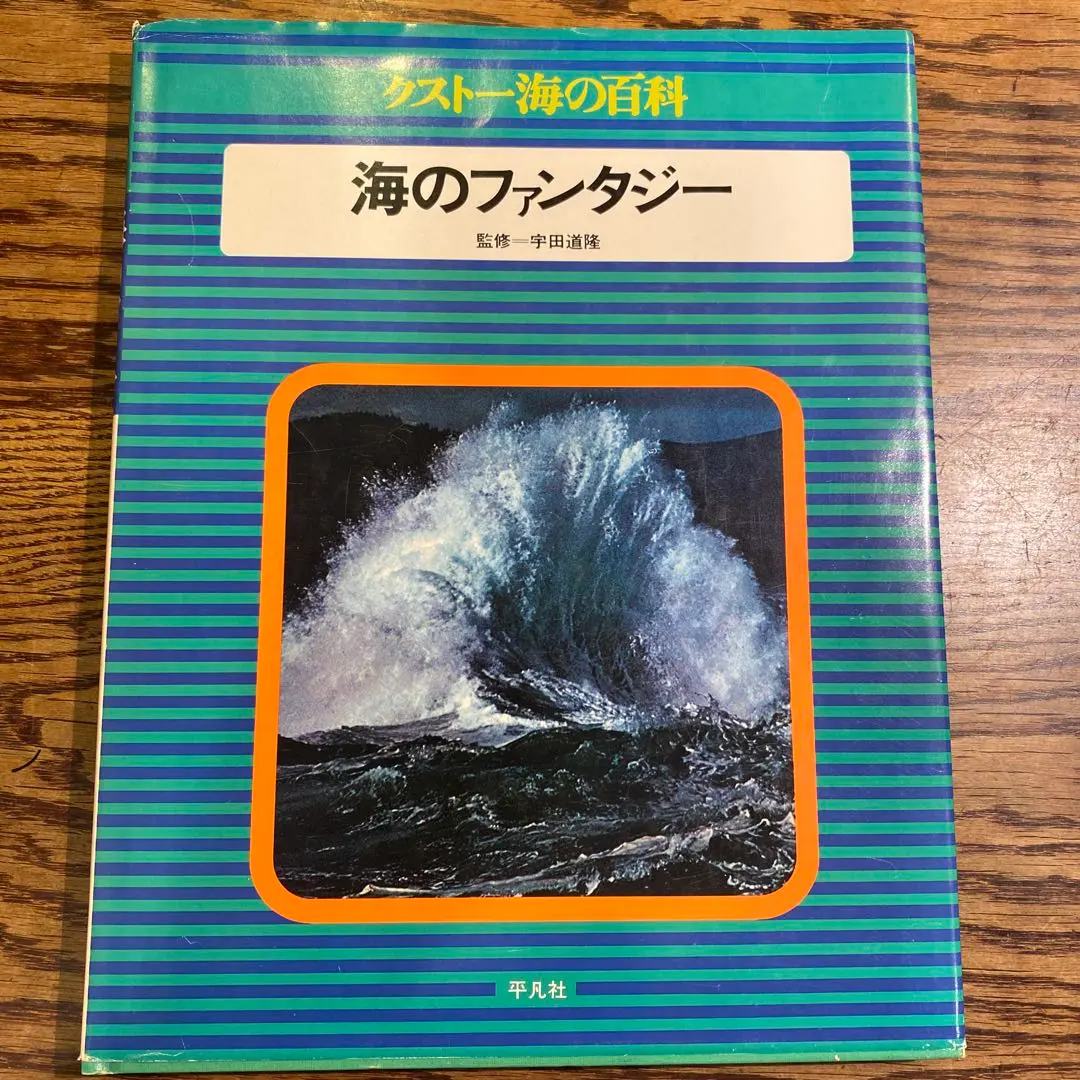 クストー海の百科
海のファンタジー
監修＝宇田道隆
平凡社